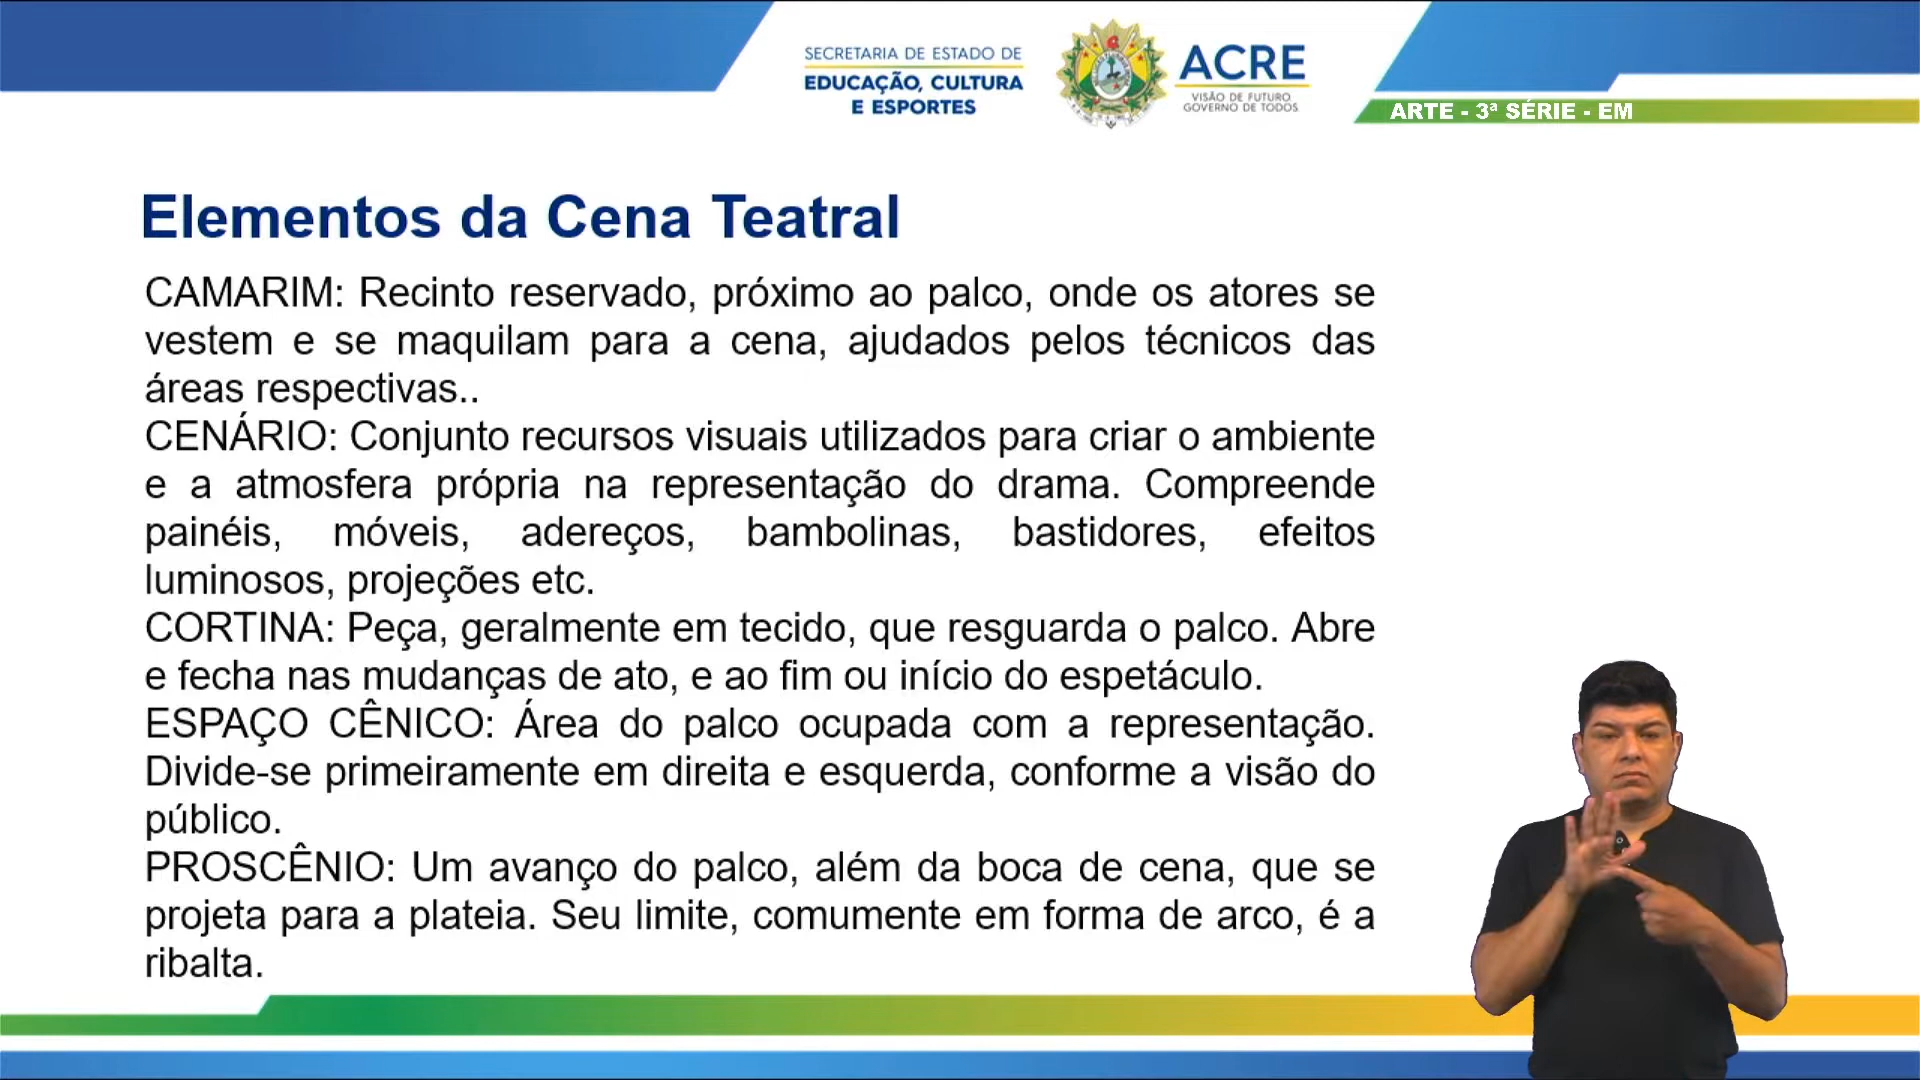 SECRETARIA DE ESTADO DE
EDUCAÇÃO, CULTURA
E ESPORTES
ACRE
VISÃO DE FUTURO
GOVERNO DE TODOS
ARTE - 3ª SÉRIE - EM
Elementos da Cena Teatral
CAMARIM: Recinto reservado, próximo ao palco, onde os atores se
vestem e se maquilam para a cena, ajudados pelos técnicos das
áreas respectivas..
CENÁRIO: Conjunto recursos visuais utilizados para criar o ambiente
e a atmosfera própria na representação do drama. Compreende
painéis, móveis, adereços, bambolinas, bastidores, efeitos
luminosos, projeções etc.
CORTINA: Peça, geralmente em tecido, que resguarda o palco. Abre
e fecha nas mudanças de ato, e ao fim ou início do espetáculo.
ESPAÇO CÊNICO: Área do palco ocupada com a representação.
Divide-se primeiramente em direita e esquerda, conforme a visão do
público.
PROSCÊNIO: Um avanço do palco, além da boca de cena, que se
projeta para a plateia. Seu limite, comumente em forma de arco, é a
ribalta.